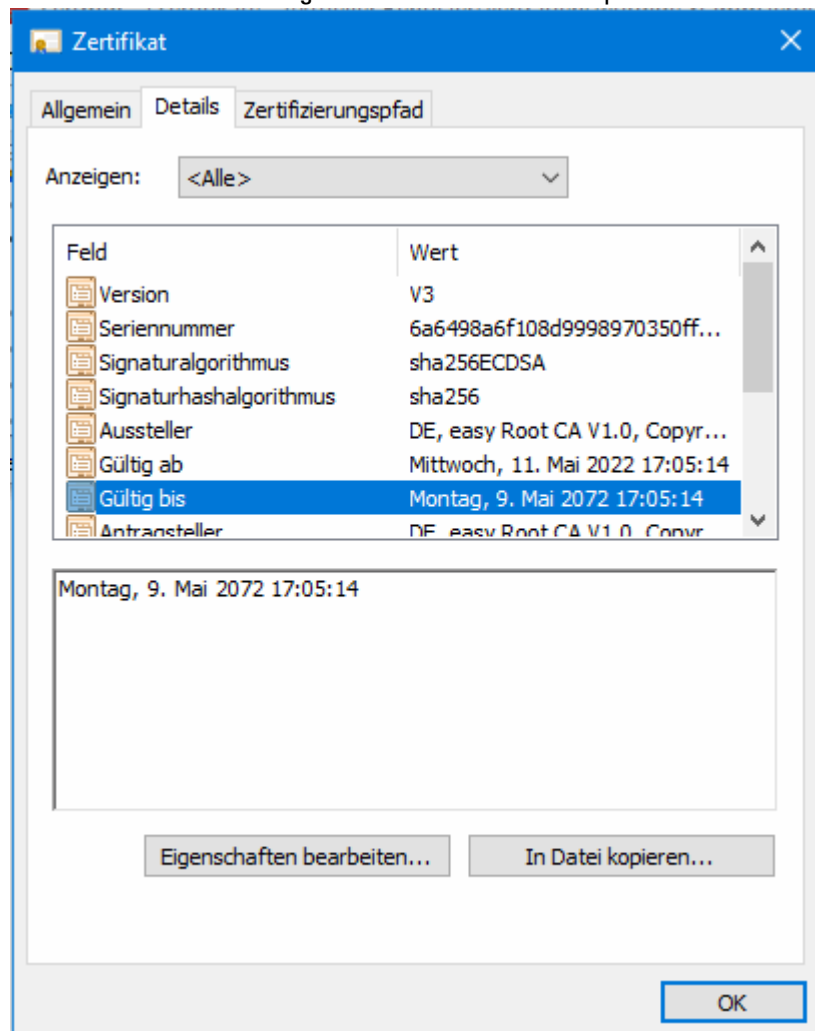 Zertifikat
Allgemein Details Zertifizierungspfad
Anzeigen: <Alle>
Feld Wert
Version V3
Seriennummer 6a6498a6f108d9998970350ff...
Signaturalgorithmus sha256ECDSA
Signaturhashalgorithmus sha256
Aussteller DE, easy Root CA V1.0, Copyr...
Gültig ab Mittwoch, 11. Mai 2022 17:05:14
Gültig bis Montag, 9. Mai 2072 17:05:14
Antragsteller DE, easy Root CA V1.0, Copyr
Montag, 9. Mai 2072 17:05:14
Eigenschaften bearbeiten... In Datei kopieren...
OK